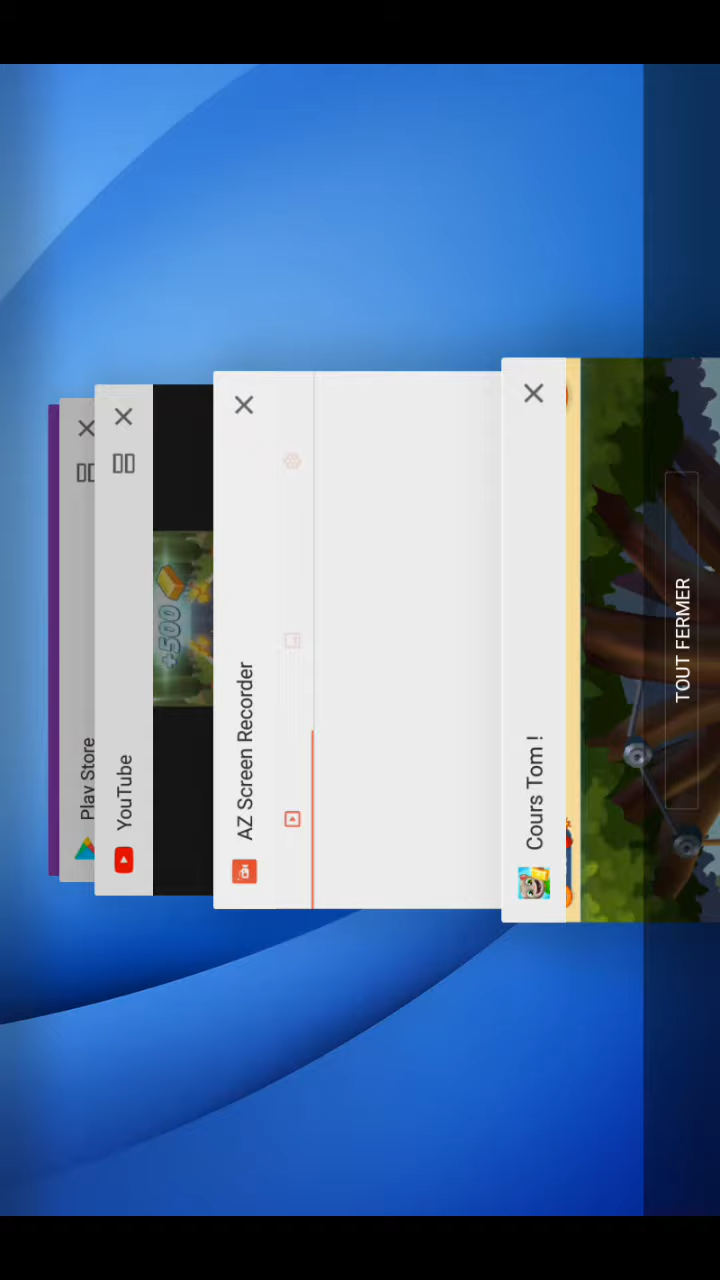 Play Store
YouTube
+500
AZ Screen Recorder
Cours Tom !
TOUT FERMER